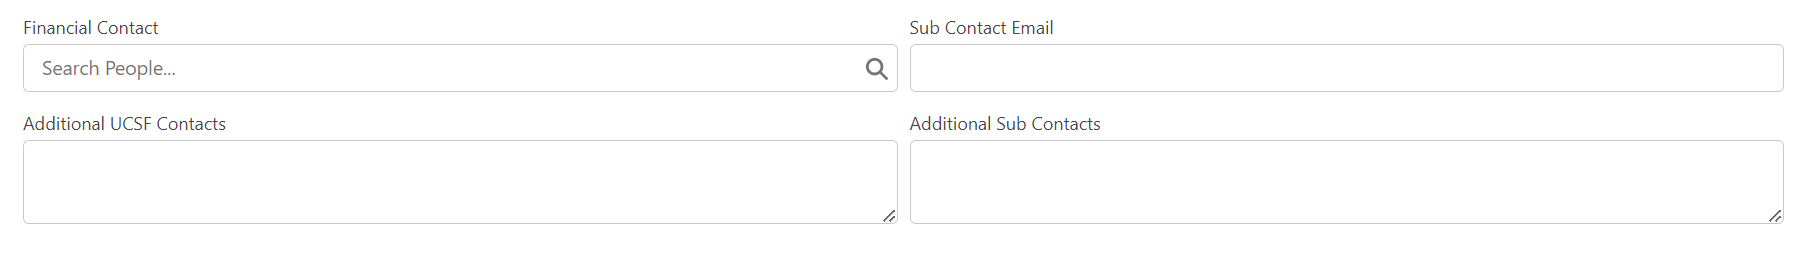 Financial Contact
Sub Contact Email
Search People...
Additional UCSF Contacts
Additional Sub Contacts